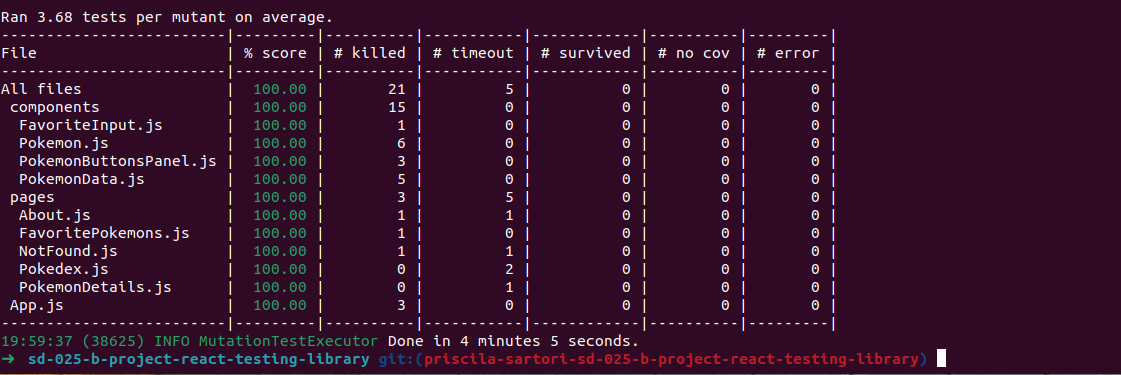 Ran 3.68 tests per mutant on average.
-------------------------|---------|----------|-----------|------------|----------|---------|
File                     | % score | # killed | # timeout | # survived | # no cov | # error |
-------------------------|---------|----------|-----------|------------|----------|---------|
All files                |  100.00 |       21 |         5 |          0 |        0 |       0 |
 components              |  100.00 |       15 |         0 |          0 |        0 |       0 |
  FavoriteInput.js       |  100.00 |        1 |         0 |          0 |        0 |       0 |
  Pokemon.js             |  100.00 |        6 |         0 |          0 |        0 |       0 |
  PokemonButtonsPanel.js |  100.00 |        3 |         0 |          0 |        0 |       0 |
  PokemonData.js         |  100.00 |        5 |         0 |          0 |        0 |       0 |
 pages                   |  100.00 |        3 |         5 |          0 |        0 |       0 |
  About.js               |  100.00 |        1 |         1 |          0 |        0 |       0 |
  FavoritePokemons.js    |  100.00 |        1 |         0 |          0 |        0 |       0 |
  NotFound.js            |  100.00 |        1 |         1 |          0 |        0 |       0 |
  Pokedex.js             |  100.00 |        0 |         2 |          0 |        0 |       0 |
  PokemonDetails.js      |  100.00 |        0 |         1 |          0 |        0 |       0 |
 App.js                  |  100.00 |        3 |         0 |          0 |        0 |       0 |
-------------------------|---------|----------|-----------|------------|----------|---------|
19:59:37 (38625) INFO MutationTestExecutor Done in 4 minutes 5 seconds.
➜  sd-025-b-project-react-testing-library git:(priscila-sartori-sd-025-b-project-react-testing-library)